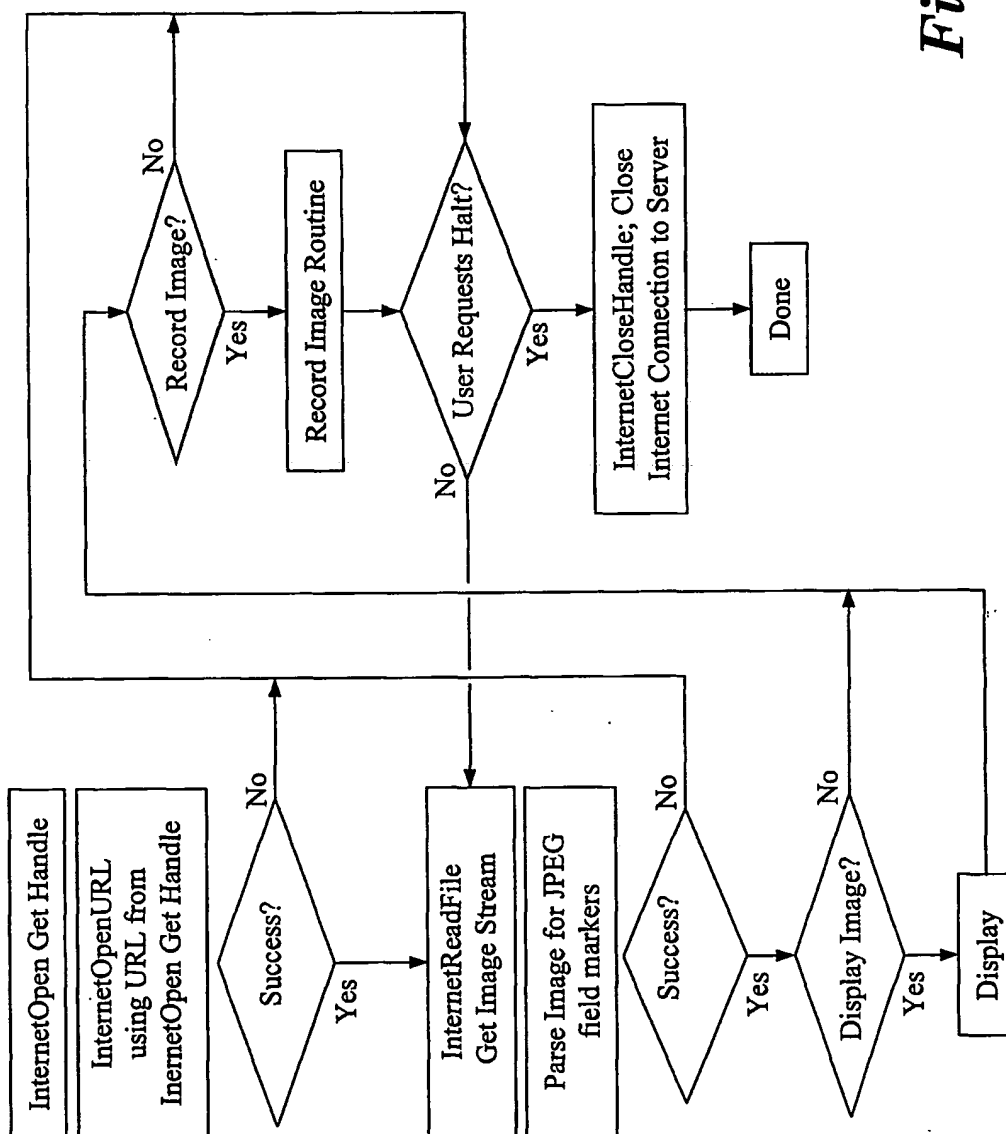 InternetOpen Get Handle
InternetOpenURL
using URL from
InernetOpen Get Handle
Success?
No
Yes
InternetReadFile
Get Image Stream
Parse Image for JPEG
field markers
Success?
No
Yes
Display Image?
No
Yes
Display
Record Image?
No
Yes
Record Image Routine
User Requests Halt?
No
Yes
InternetCloseHandle; Close
Internet Connection to Server
Done